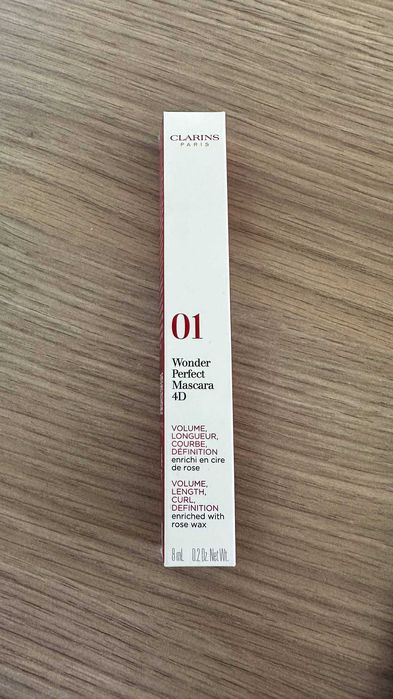 CLARINS
PARIS
01
Wonder
Perfect
Mascara
4D
VOLUME,
LONGUEUR,
COURBE,
DÉFINITION
enrichi en cire
de rose
VOLUME,
LENGTH,
CURL,
DEFINITION
enriched with
rose wax
8 mL 0.2 Oz. Net Wt.